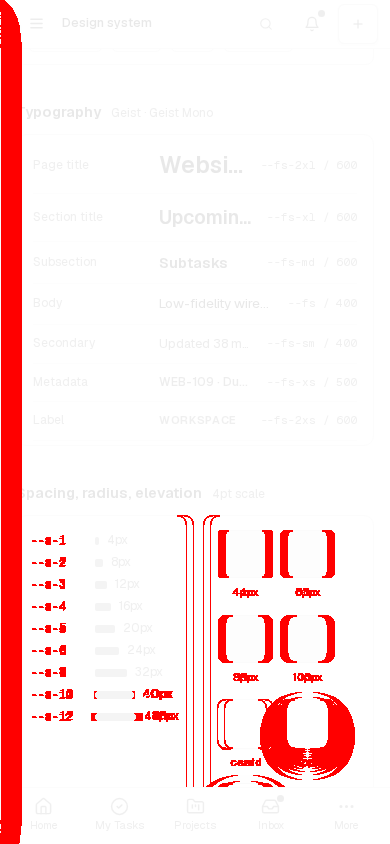 Design system
Typography Geist · Geist Mono
Page title Websi... --fs-2xl / 600
Section title Upcomin... --fs-xl / 600
Subsection Subtasks --fs-md / 600
Body Low-fidelity wire... --fs / 400
Secondary Updated 38 m... --fs-sm / 400
Metadata WEB-109 · Du... --fs-xs / 500
Label WORKSPACE --fs-2xs / 600
Spacing, radius, elevation 4pt scale
--s-1 4px
--s-2 8px
--s-3 12px
--s-4 16px
--s-5 20px
--s-6 24px
--s-8 32px
--s-10 40px
--s-12
card
Home My Tasks Projects Inbox More